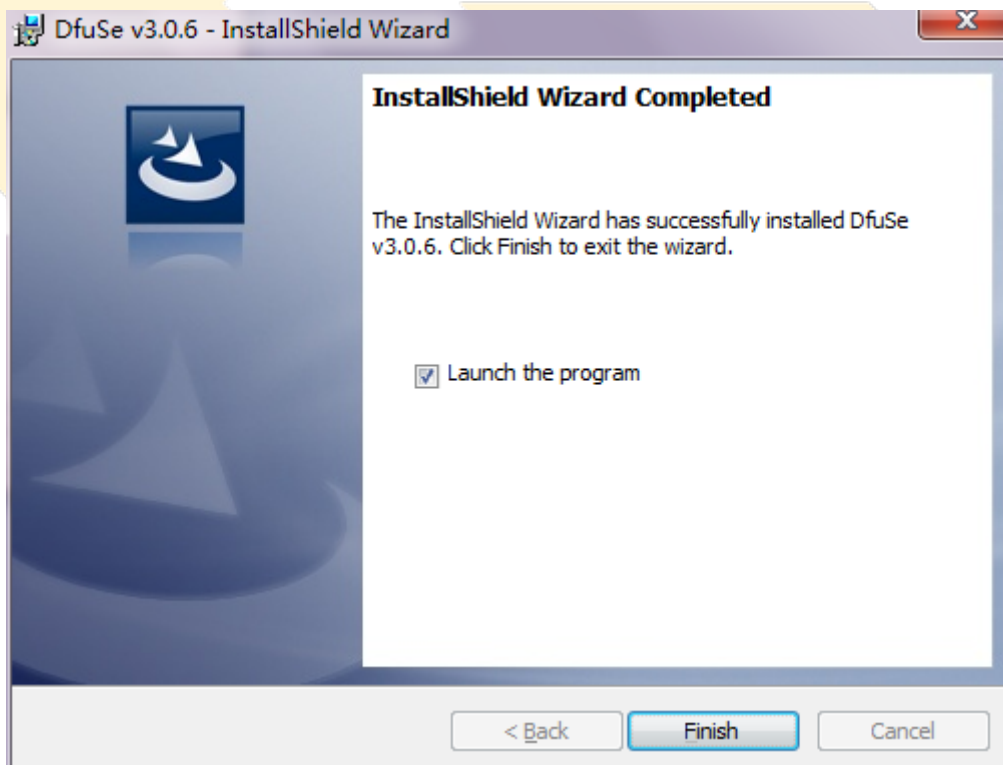 DfuSe v3.0.6 - InstallShield Wizard
InstallShield Wizard Completed
The InstallShield Wizard has successfully installed DfuSe
v3.0.6. Click Finish to exit the wizard.
Launch the program
< Back Finish Cancel